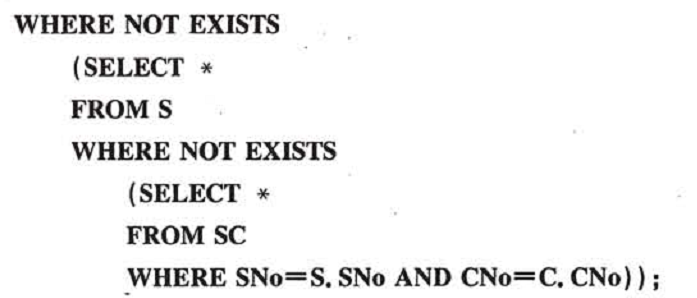 WHERE NOT EXISTS
(SELECT *
FROM S
WHERE NOT EXISTS
(SELECT *
FROM SC
WHERE SNo=S. SNo AND CNo=C. CNo));